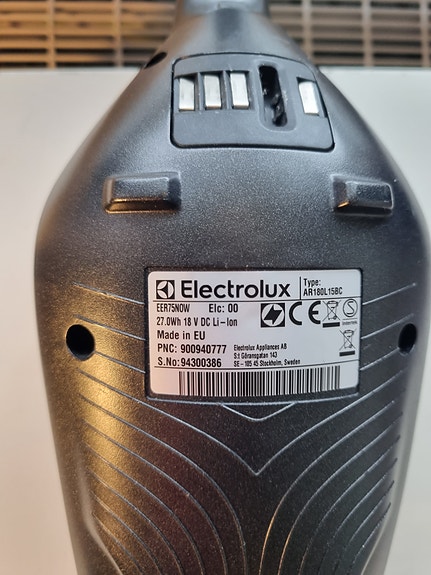 Electrolux
Type:
AR180L15BC
EER75NOW Elc: 00
27.0Wh 18 V DC Li-Ion
Made in EU
PNC: 900940777
S.No: 94300386
Electrolux Appliances AB
S:t Göransgatan 143
SE - 105 45 Stockholm, Sweden